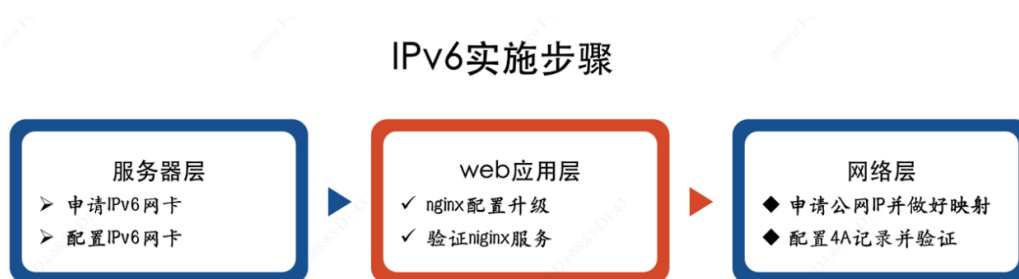 IPv6实施步骤
服务器层
➢ 申请IPv6网卡
➢ 配置IPv6网卡
web应用层
✓ nginx配置升级
✓ 验证niginx服务
网络层
◆ 申请公网IP并做好映射
◆ 配置4A记录并验证